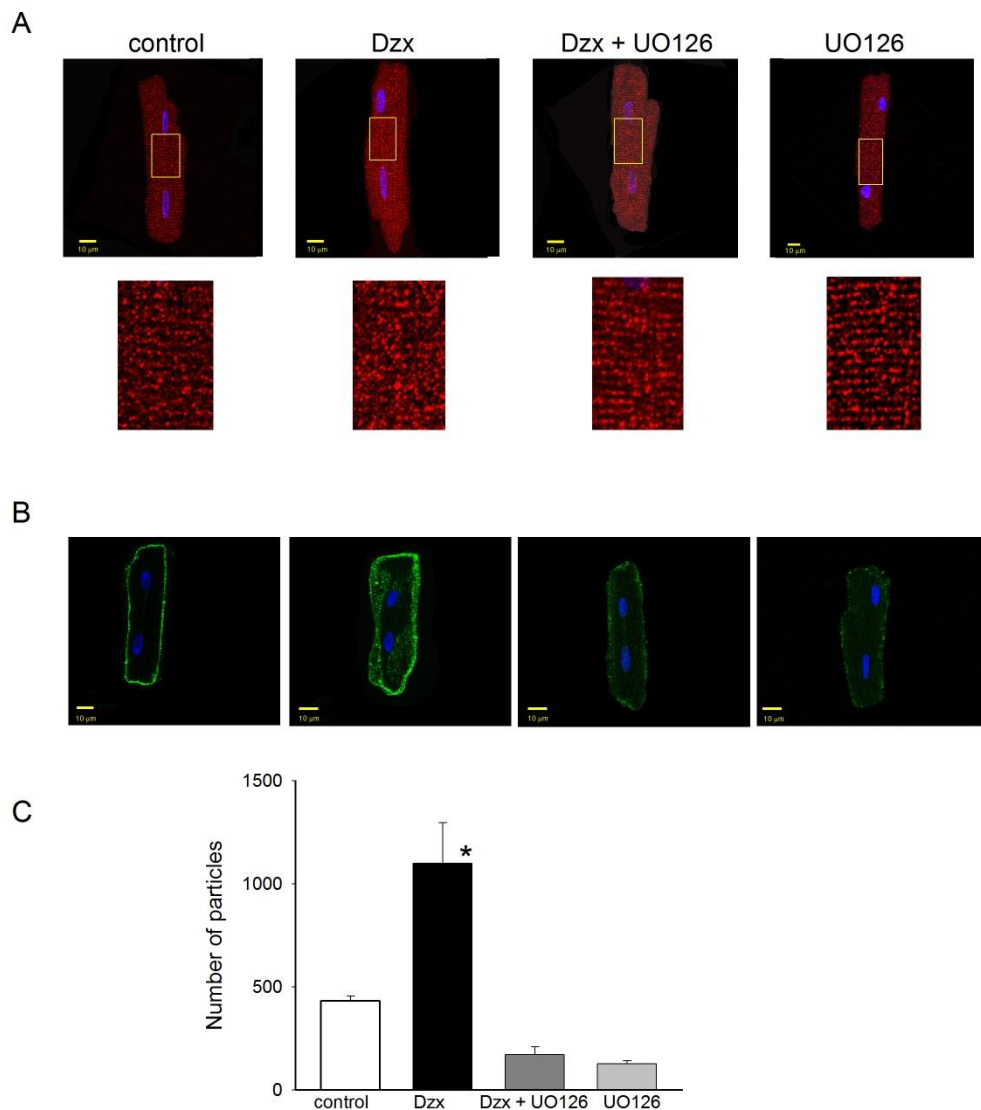 A
control Dzx Dzx + UO126 UO126
10 µm 10 µm 10 µm 10 µm
B
10 µm 10 µm 10 µm 10 µm
C
Number of particles
1500
1000
*
500
0
control Dzx Dzx + UO126 UO126